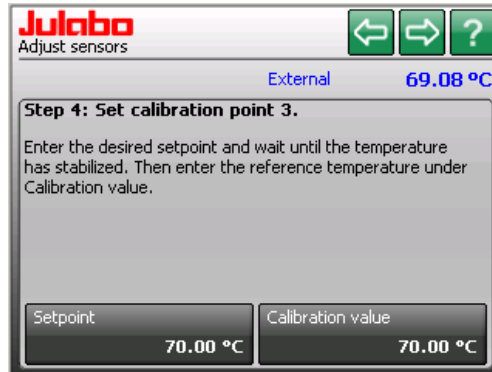 Julabo
Adjust sensors
?
External 69.08 °C
Step 4: Set calibration point 3.
Enter the desired setpoint and wait until the temperature
has stabilized. Then enter the reference temperature under
Calibration value.
Setpoint Calibration value
70.00 °C 70.00 °C